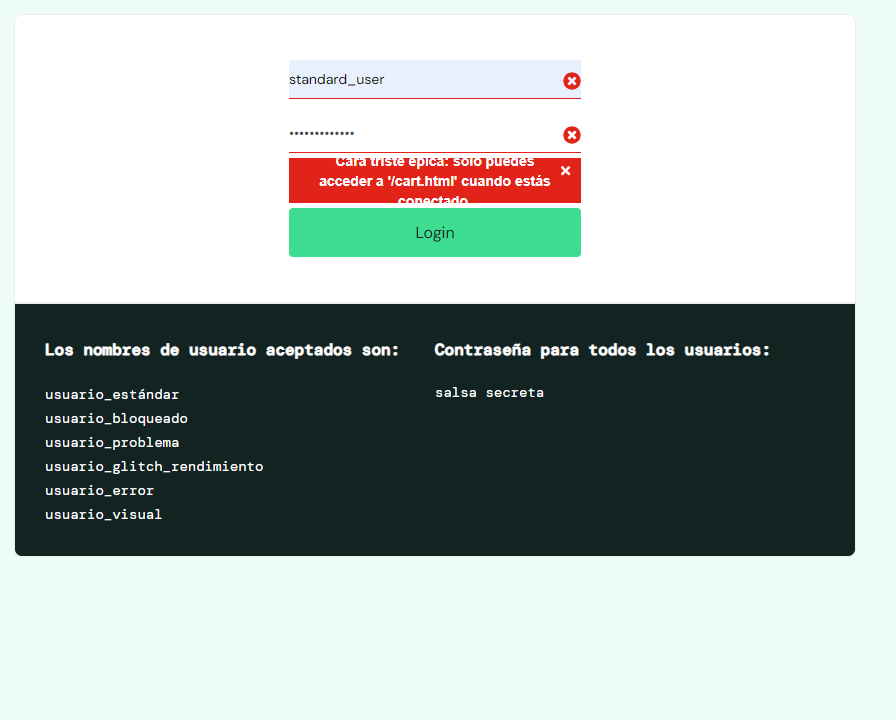 standard_user
•••••••••••••
Cara triste épica: solo puedes
acceder a '/cart.html' cuando estás
conectado.
Login
Los nombres de usuario aceptados son:
usuario_estándar
usuario_bloqueado
usuario_problema
usuario_glitch_rendimiento
usuario_error
usuario_visual
Contraseña para todos los usuarios:
salsa secreta